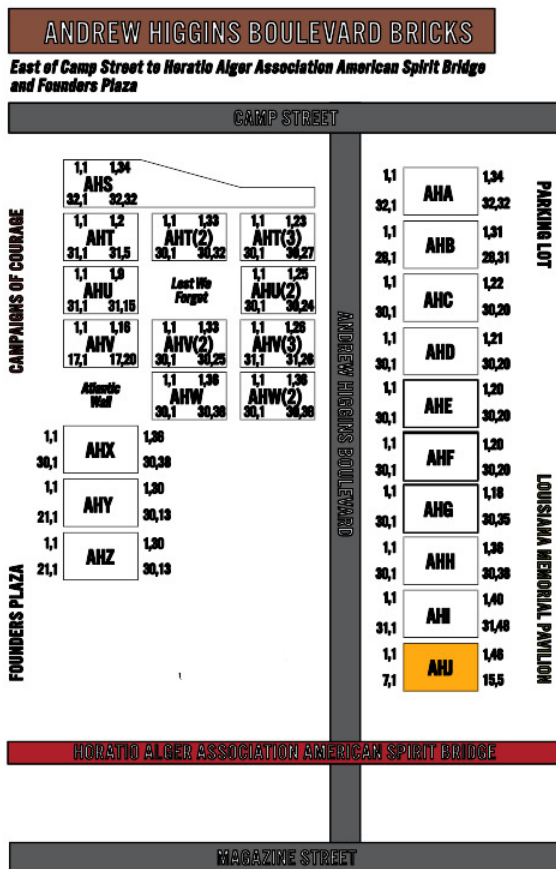 ANDREW HIGGINS BOULEVARD BRICKS
East of Camp Street to Horatio Alger Association American Spirit Bridge
and Founders Plaza
CAMP STREET
1,1 1,34
AHS
32,1 32,32
1,1 1,2
AHT
31,1 31,5
1,1 1,33
AHT(2)
30,1 30,32
1,1 1,23
AHT(3)
30,1 30,27
1,1 1,9
AHU
31,1 31,15
Lest We
Forget
1,1 1,25
AHU(2)
30,1 30,24
1,1 1,16
AHV
17,1 17,20
1,1 1,33
AHV(2)
30,1 30,25
1,1 1,26
AHV(3)
31,1 31,26
Atlantic
Wall
1,1 1,36
AHW
30,1 30,36
1,1 1,36
AHW(2)
30,1 30,36
1,1 1,36
AHX
30,1 30,38
1,1 1,30
AHY
21,1 30,13
1,1 1,30
AHZ
21,1 30,13
CAMPAIGNS OF COURAGE
FOUNDERS PLAZA
ANDREW HIGGINS BOULEVARD
1,1 1,34
AHA
32,1 32,32
1,1 1,31
AHB
28,1 28,31
1,1 1,22
AHC
30,1 30,20
1,1 1,21
AHD
30,1 30,20
1,1 1,20
AHE
30,1 30,20
1,1 1,20
AHF
30,1 30,20
1,1 1,18
AHG
30,1 30,35
1,1 1,36
AHH
30,1 30,36
1,1 1,40
AHI
31,1 31,48
1,1 1,46
AHJ
7,1 15,5
PARKING LOT
LOUISIANA MEMORIAL PAVILION
HORATIO ALGER ASSOCIATION AMERICAN SPIRIT BRIDGE
MAGAZINE STREET